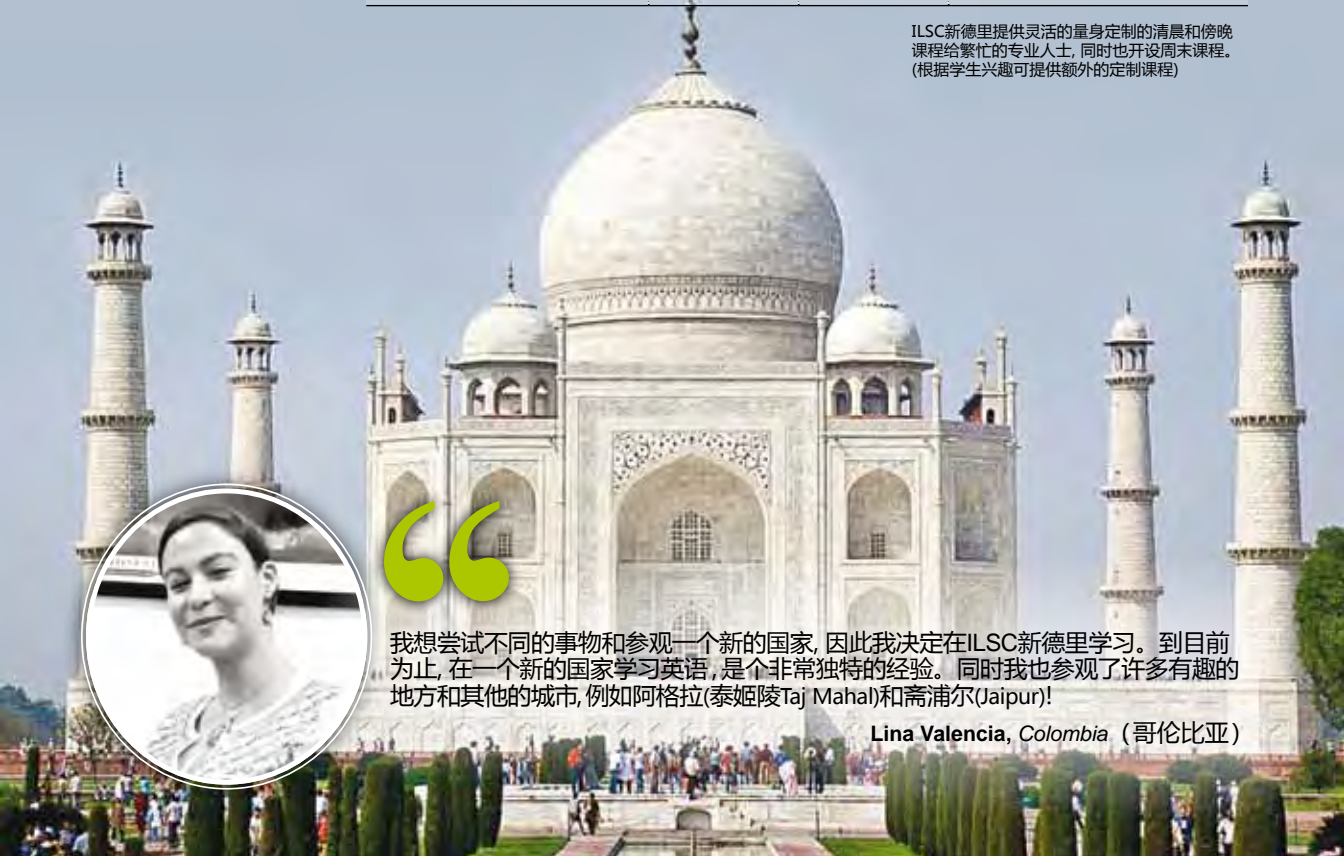 ILSC新德里提供灵活的量身定制的清晨和傍晚
课程给繁忙的专业人士, 同时也开设周末课程。
(根据学生兴趣可提供额外的定制课程)
我想尝试不同的事物和参观一个新的国家, 因此我决定在ILSC新德里学习。到目前
为止, 在一个新的国家学习英语 ,是个非常独特的经验。同时我也参观了许多有趣的
地方和其他的城市, 例如阿格拉(泰姬陵Taj Mahal)和斋浦尔(Jaipur)!
Lina Valencia, Colombia（哥伦比亚）